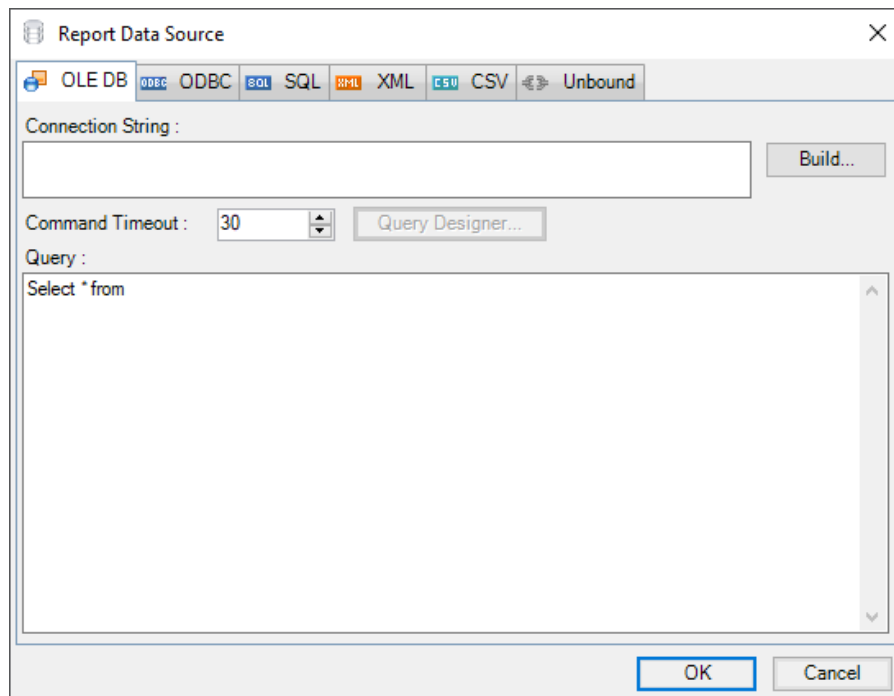 Report Data Source
OLE DB ODBC ODBC SQL SQL XML XML CSV CSV Unbound
Connection String :
Build...
Command Timeout : 30 Query Designer...
Query :
Select * from
OK Cancel